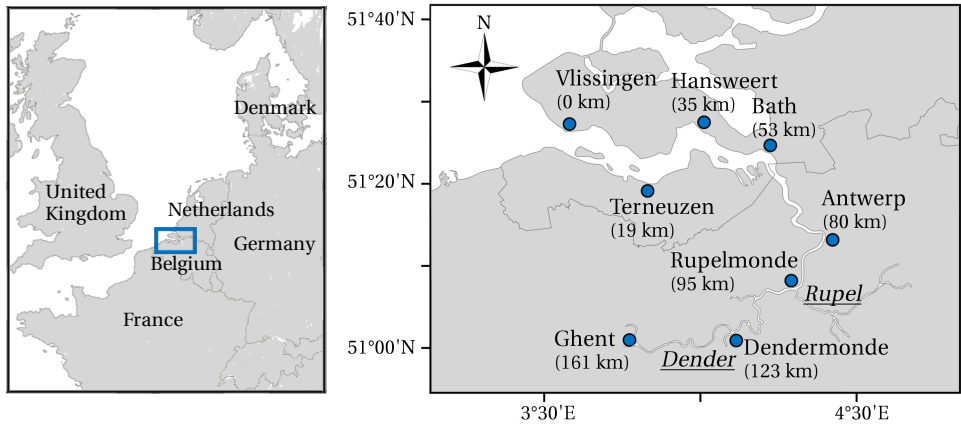 Denmark
United
Kingdom
Netherlands
Germany
Belgium
France
51°40'N
N
Vlissingen
(0 km)
Hansweert
(35 km)
Bath
(53 km)
51°20'N
Terneuzen
(19 km)
Antwerp
(80 km)
Rupelmonde
(95 km)
Rupel
51°00'N
Ghent
(161 km)
Dender
Dendermonde
(123 km)
3°30'E
4°30'E